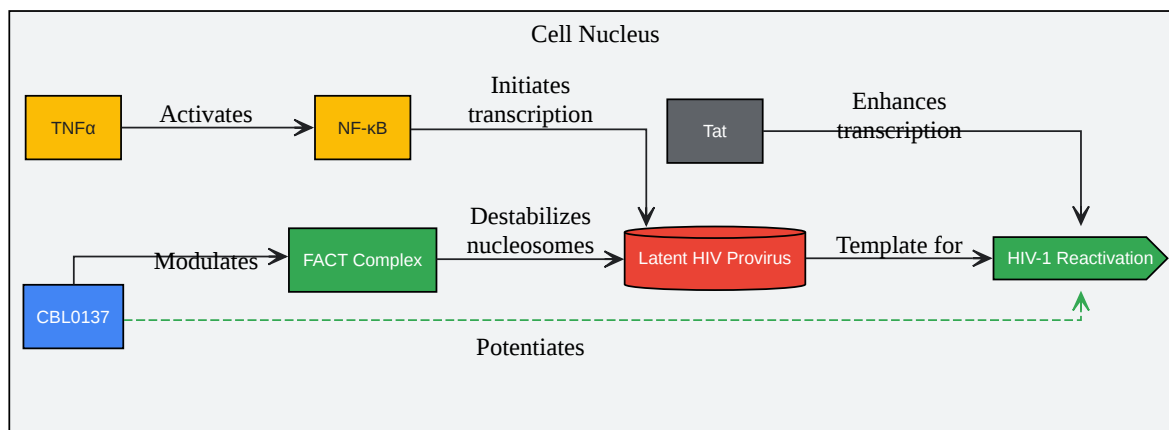 Cell Nucleus
TNFα
Activates
NF-κB
Initiates
transcription
Tat
Enhances
transcription
CBL0137
Modulates
FACT Complex
Destabilizes
nucleosomes
Latent HIV Provirus
Template for
HIV-1 Reactivation
Potentiates